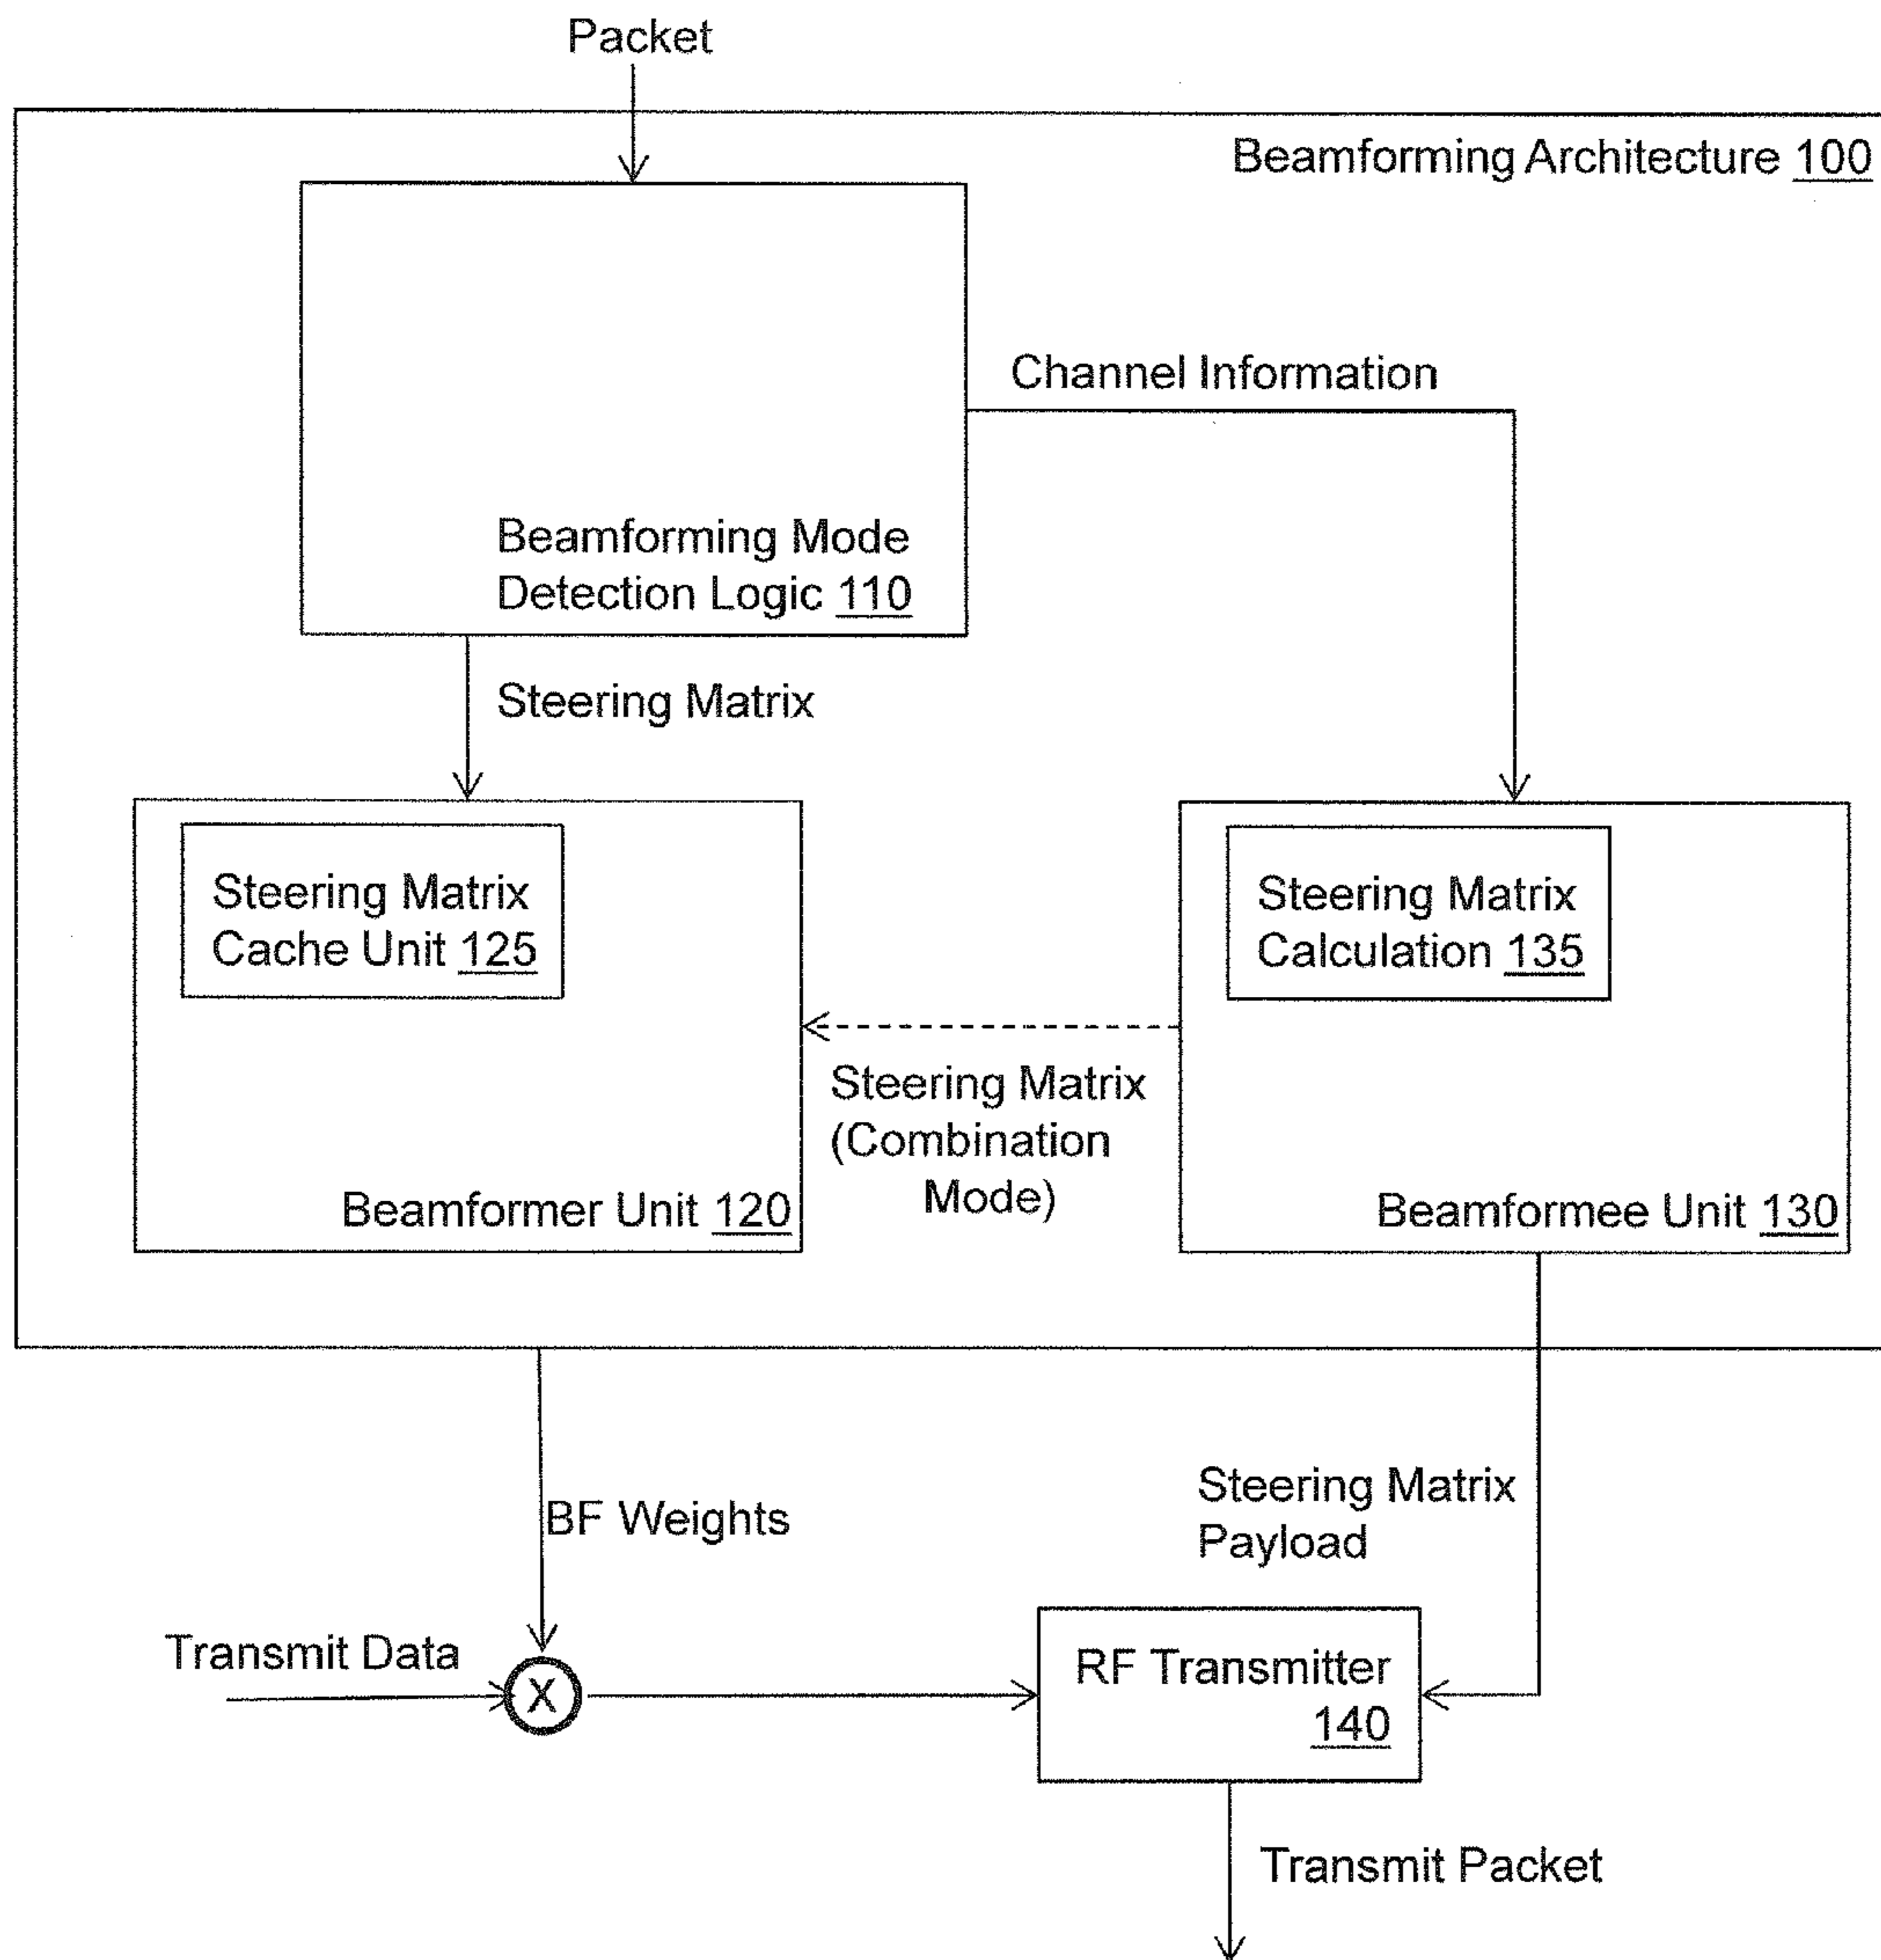 Packet
Beamforming Architecture 100
Channel Information
Beamforming Mode
Detection Logic 110
Steering Matrix
Steering Matrix
Cache Unit 125
Steering Matrix
Calculation 135
Steering Matrix
(Combination
Mode)
Beamformer Unit 120
Beamformee Unit 130
BF Weights
Steering Matrix
Payload
Transmit Data
X
RF Transmitter
140
Transmit Packet